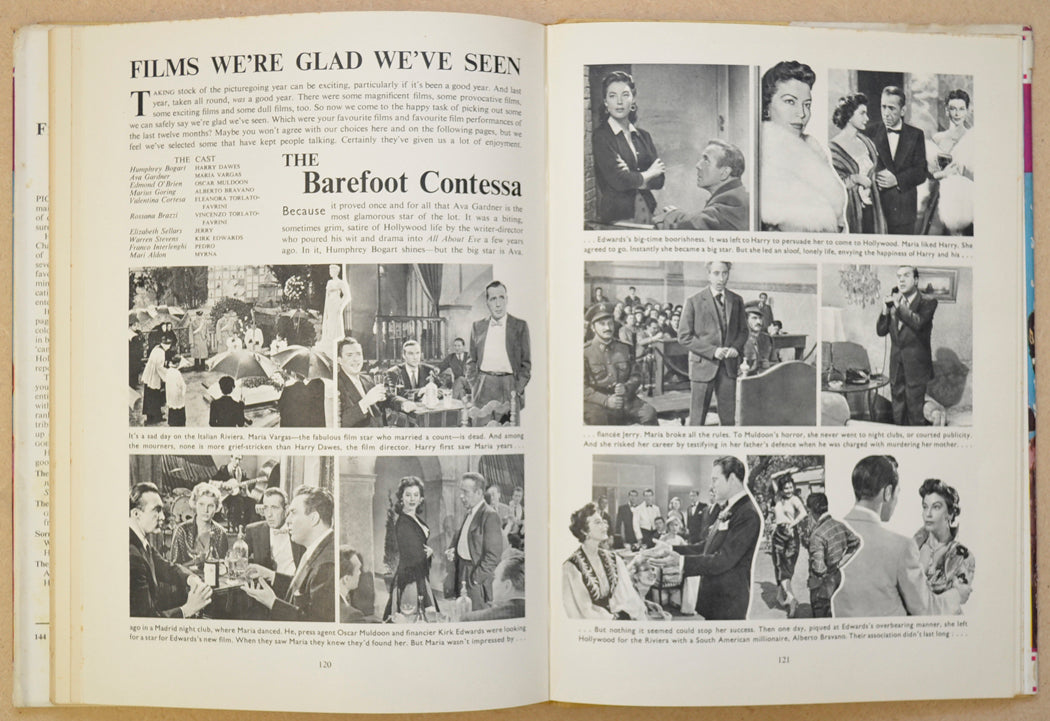 FILMS WE'RE GLAD WE'VE SEEN
TAKING stock of the picturegoing year can be exciting, particularly if it's been a good year. And last
year, taken all round, was a good year. There were some magnificent films, some provocative films,
some exciting films and some dull films, too. So now we come to the happy task of picking out some
we can safely say we're glad we've seen. Which were your favourite films and favourite film performances of
the last twelve months? Maybe you won't agree with our choices here and on the following pages, but we
feel we've selected some that have kept people talking. Certainly they've given us a lot of enjoyment.
THE CAST
Humphrey Bogart HARRY DAWES
Ava Gardner MARIA VARGAS
Edmond O'Brien OSCAR MULDOON
Marius Goring ALBERTO BRAVANO
Valentina Cortesa ELEANORA TORLATO-
FAVRINI
Rossana Brazzi VINCENZO TORLATO-
FAVRINI
Elizabeth Sellars JERRY
Warren Stevens KIRK EDWARDS
Franco Interlenghi PEDRO
Mari Aldon MYRNA
THE
Barefoot Contessa
Because it proved once and for all that Ava Gardner is the
most glamorous star of the lot. It was a biting,
sometimes grim, satire of Hollywood life by the writer-director
who poured his wit and drama into All About Eve a few years
ago. In it, Humphrey Bogart shines—but the big star is Ava.
It's a sad day on the Italian Riviera. Maria Vargas—the fabulous film star who married a count—is dead. And among
the mourners, none is more grief-stricken than Harry Dawes, the film director. Harry first saw Maria years . . .
ago in a Madrid night club, where Maria danced. He, press agent Oscar Muldoon and financier Kirk Edwards were looking
for a star for Edwards's new film. When they saw Maria they knew they'd found her. But Maria wasn't impressed by . . .
120
. . . Edwards's big-time boorishness. It was left to Harry to persuade her to come to Hollywood. Maria liked Harry. She
agreed to go. Instantly she became a big star. But she led an aloof, lonely life, envying the happiness of Harry and his . . .
. . . fiancée Jerry. Maria broke all the rules. To Muldoon's horror, she never went to night clubs, or courted publicity.
And she risked her career by testifying in her father's defence when he was charged with murdering her mother. . . .
. . . But nothing it seemed could stop her success. Then one day, piqued at Edwards's overbearing manner, she left
Hollywood for the Riviera with a South American millionaire, Alberto Bravano. Their association didn't last long . . . .
121
144